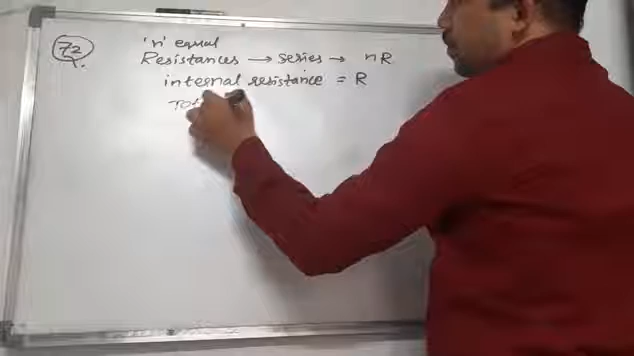 72
'n' equal
Resistances → series → nR
internal resistance = R